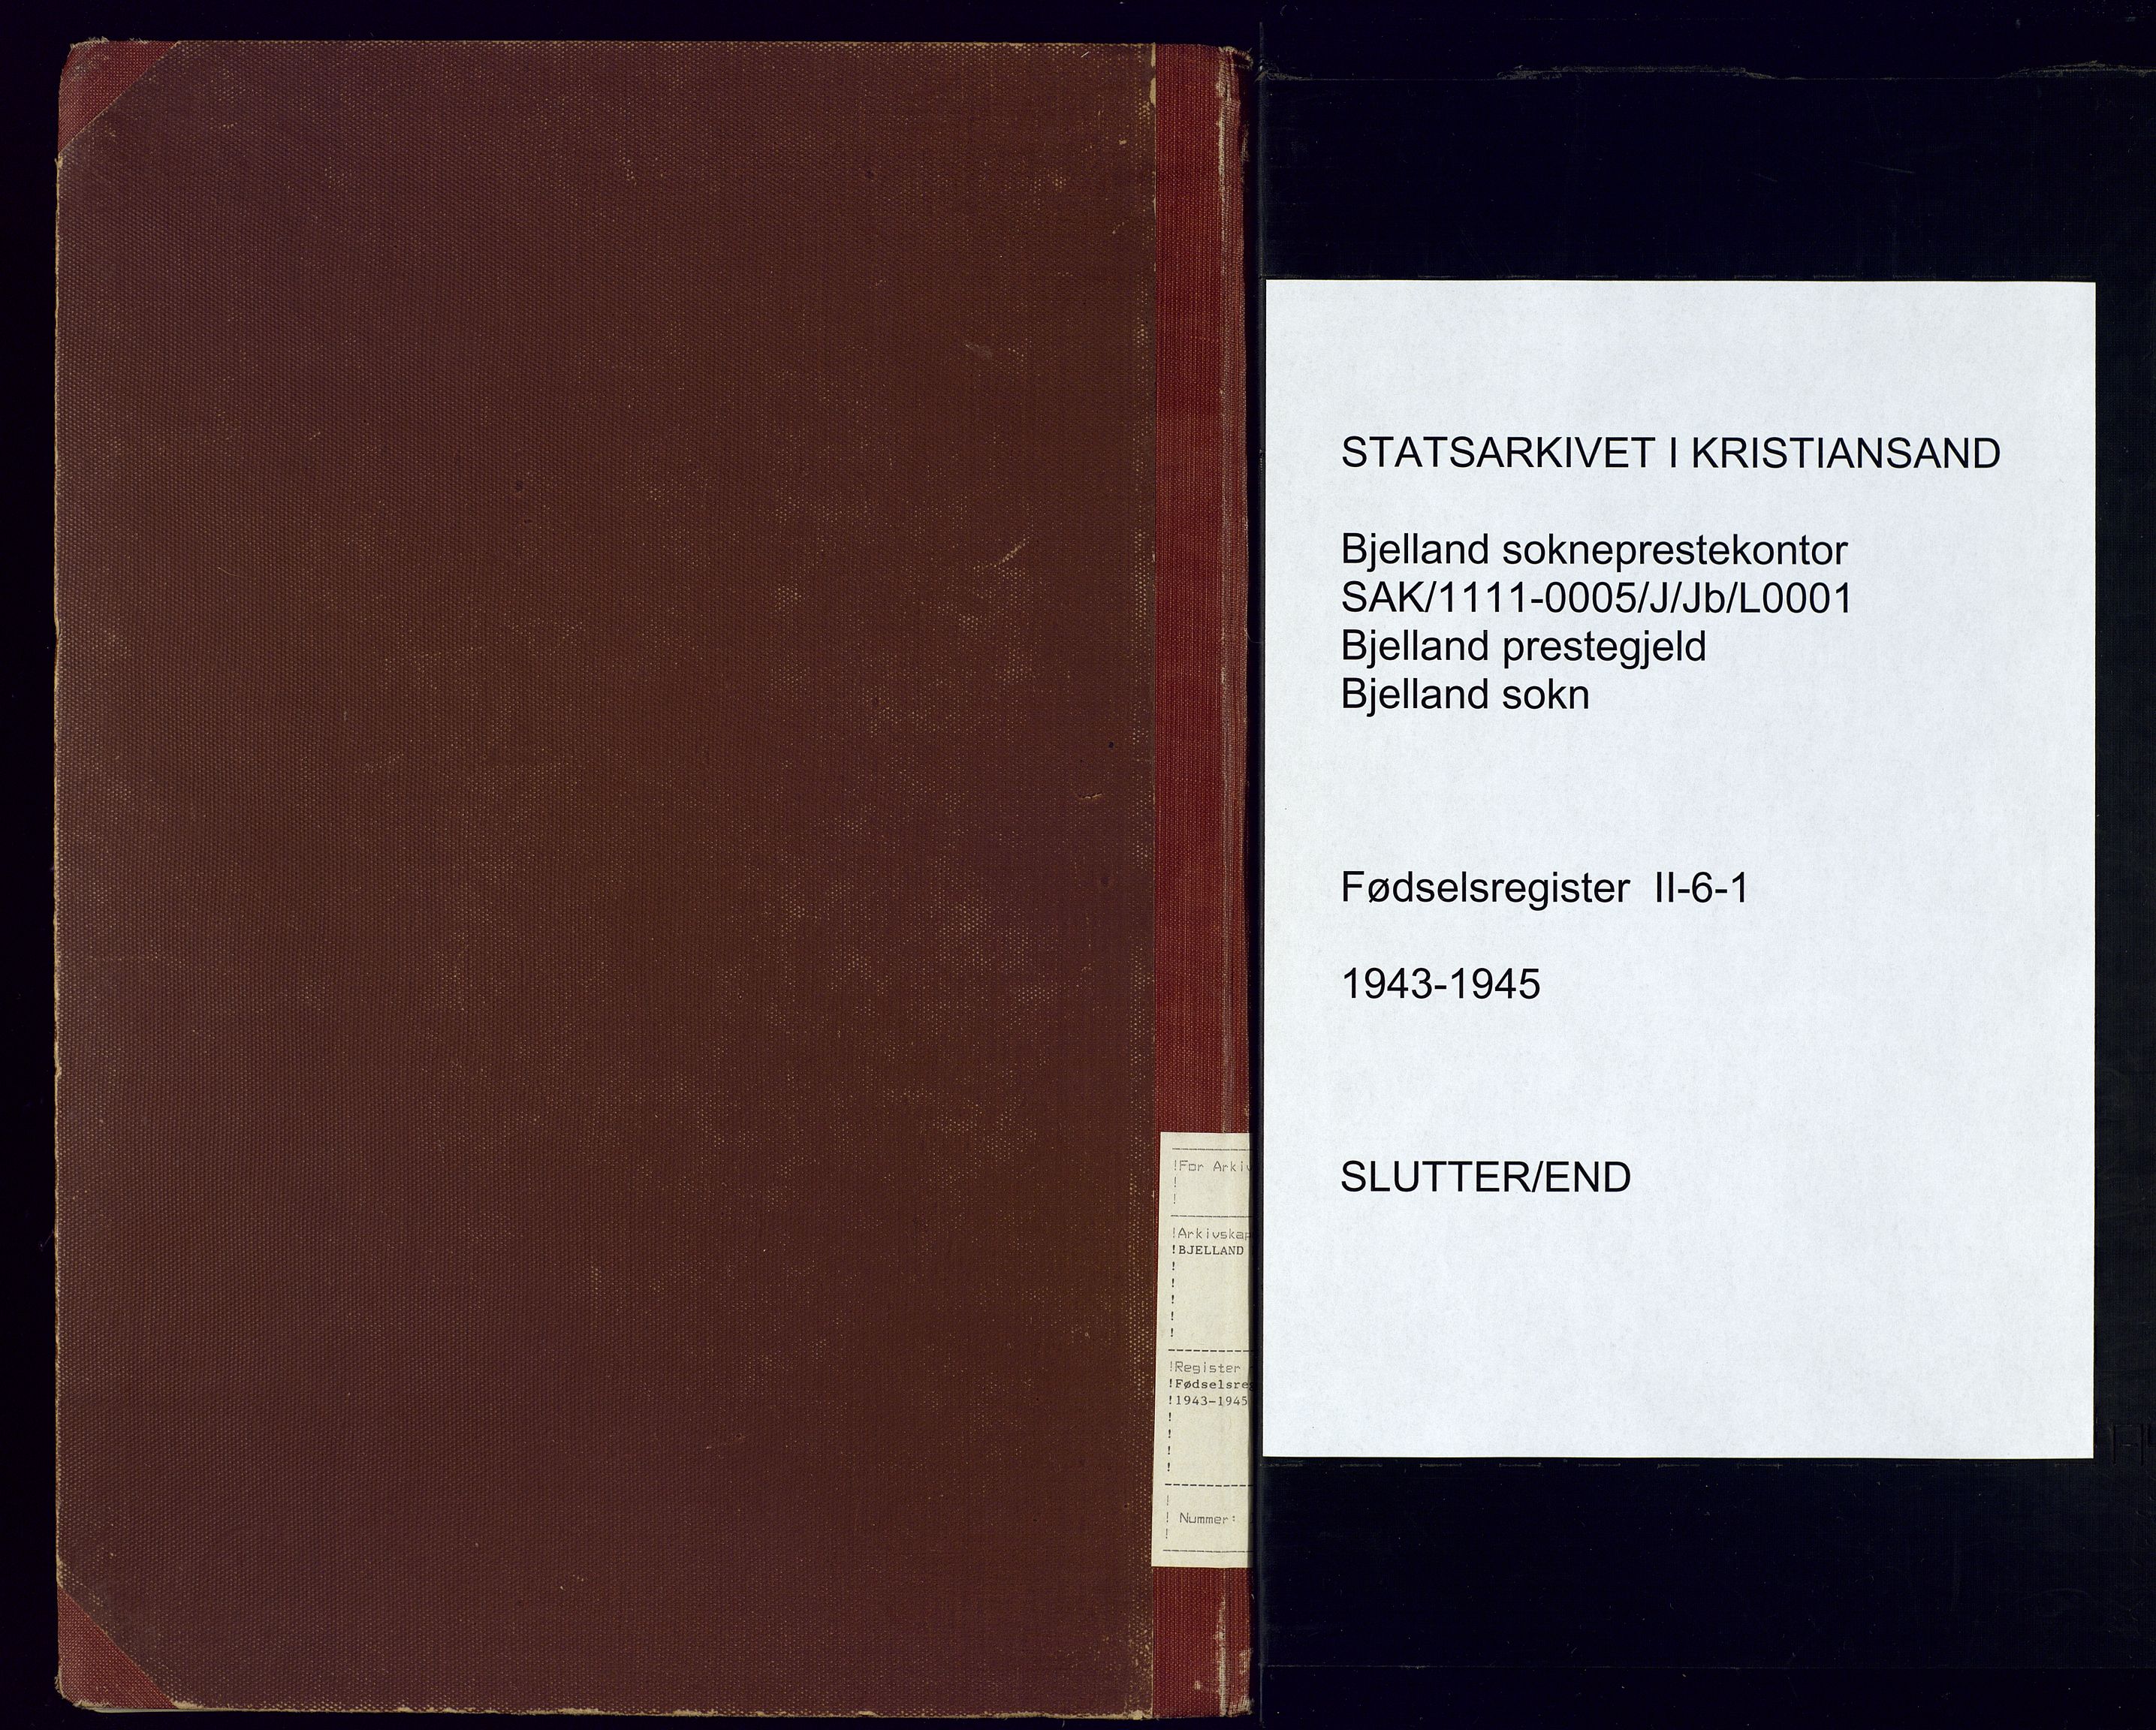 !For Arkiv
!
!
!Arkivskap
!BJELLAND
!
!
!
!
!
!Register
!Fødselsreg
!1943-1945
!
!
!
!
!
! Nummer:
!
STATSARKIVET I KRISTIANSAND
Bjelland sokneprestekontor
SAK/1111-0005/J/Jb/L0001
Bjelland prestegjeld
Bjelland sokn
Fødselsregister II-6-1
1943-1945
SLUTTER/END